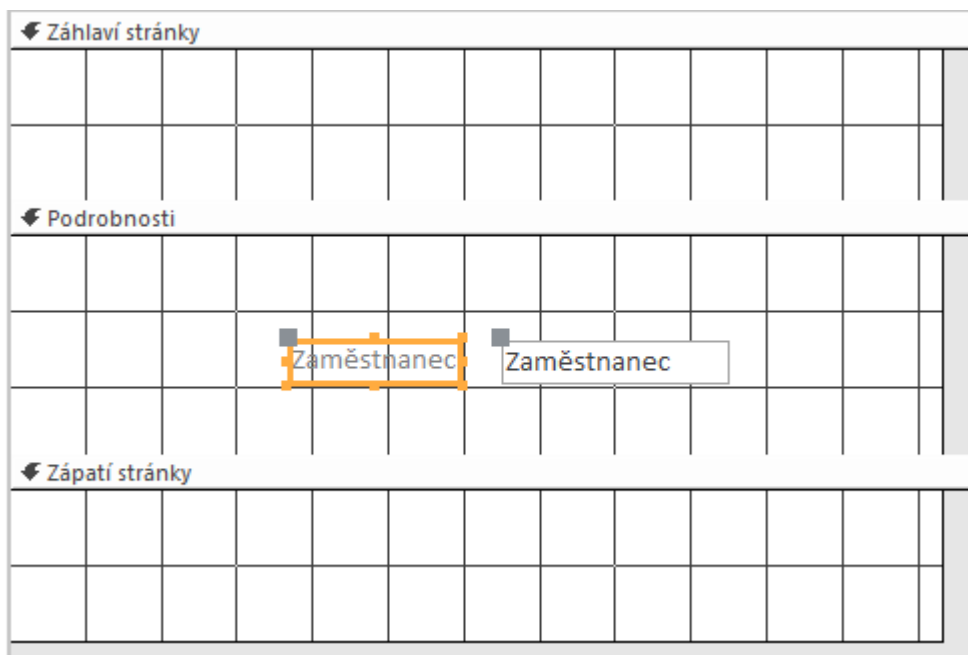 Záhlaví stránky
Podrobnosti
Zaměstnanec Zaměstnanec
Zápatí stránky